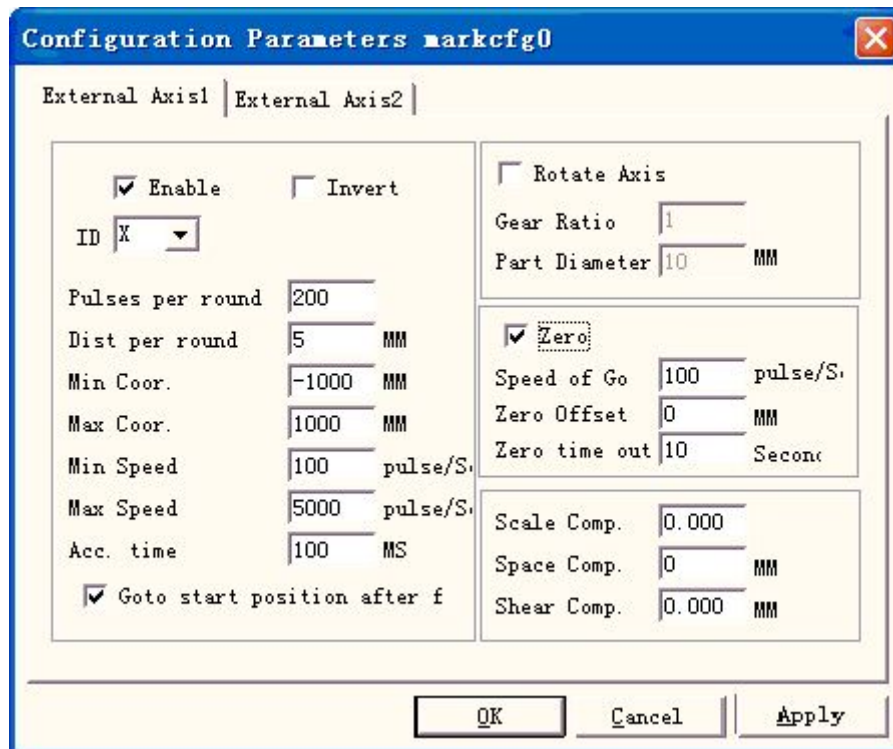 Configuration Parameters markcfg0
External Axis1 External Axis2
Enable Invert
ID X
Pulses per round 200
Dist per round 5 MM
Min Coor. -1000 MM
Max Coor. 1000 MM
Min Speed 100 pulse/S
Max Speed 5000 pulse/S
Acc. time 100 MS
Goto start position after f
Rotate Axis
Gear Ratio 1
Part Diameter 10 MM
Zero
Speed of Go 100 pulse/S
Zero Offset 0 MM
Zero time out 10 Second
Scale Comp. 0.000
Space Comp. 0 MM
Shear Comp. 0.000 MM
OK Cancel Apply